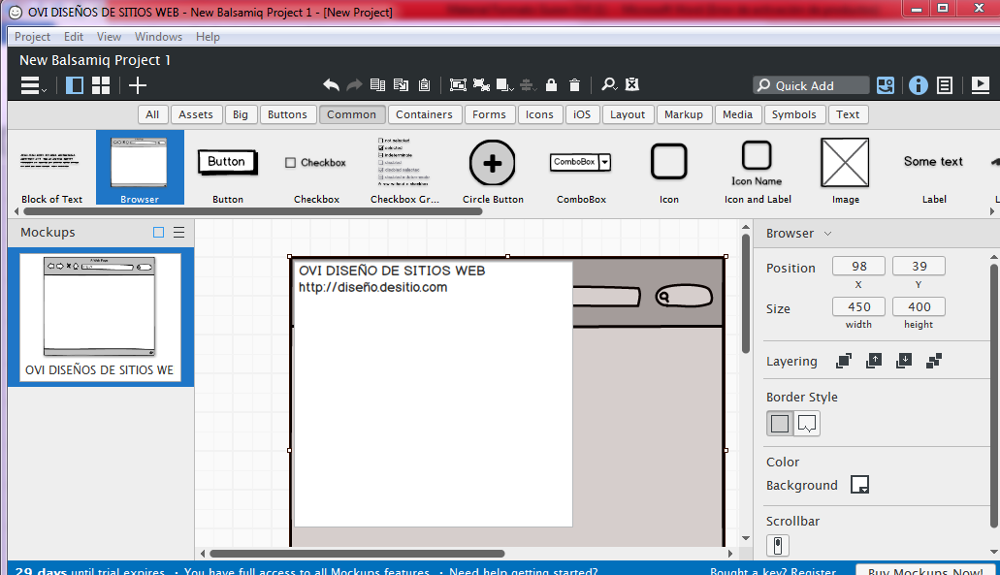 OVI DISEÑOS DE SITIOS WEB - New Balsamiq Project 1 - [New Project]
Project Edit View Windows Help
New Balsamiq Project 1
Quick Add
All Assets Big Buttons Common Containers Forms Icons iOS Layout Markup Media Symbols Text
Button
not selected
selected
indeterminate
Checkbox
ComboBox
Icon Name
Some text
Block of Text Browser Button Checkbox Checkbox Gr... Circle Button ComboBox Icon Icon and Label Image Label
Mockups
OVI DISEÑOS DE SITIOS WE
OVI DISEÑO DE SITIOS WEB
http://diseño.desitio.com
Browser
Position 98 39
X Y
Size 450 400
width height
Layering
Border Style
Color
Background
Scrollbar
29 days until trial expires. · You have full access to all Mockups features. · Need help getting started? Bought a key? Register Buy Mockups Now!